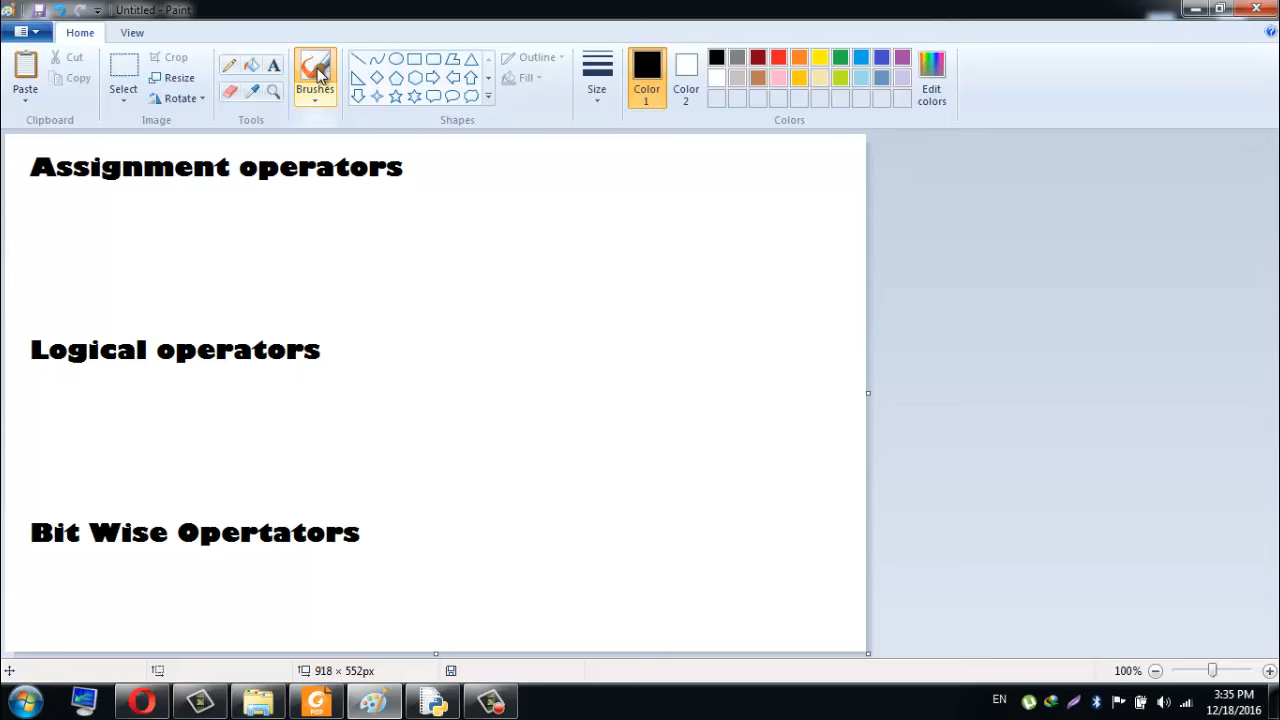 Untitled - Paint
Home View
Cut
Copy
Paste
Clipboard
Crop
Resize
Rotate
Select
Image
Tools
Brushes
Shapes
Outline
Fill
Size
Color 1
Color 2
Edit colors
Colors
Assignment operators
Logical operators
Bit Wise Opertators
918 × 552px
100%
PDF
EN
3:35 PM
12/18/2016